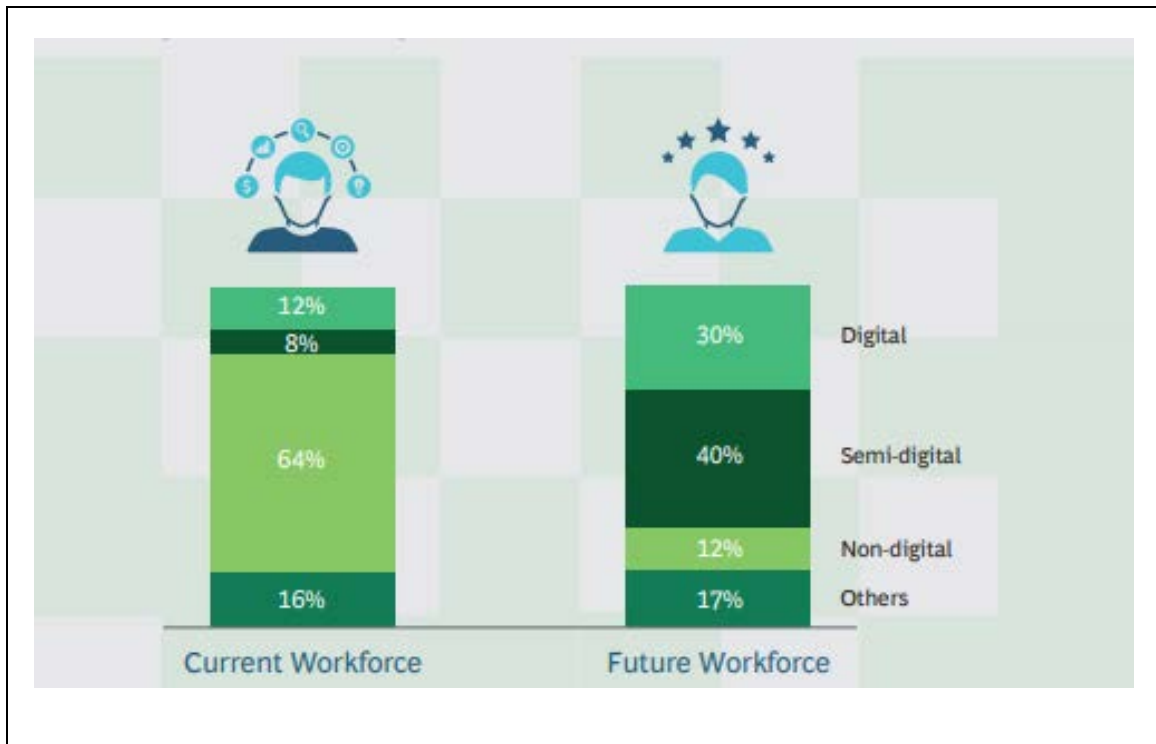 12%
8%
64%
16%
Current Workforce
30%
40%
12%
17%
Future Workforce
Digital
Semi-digital
Non-digital
Others